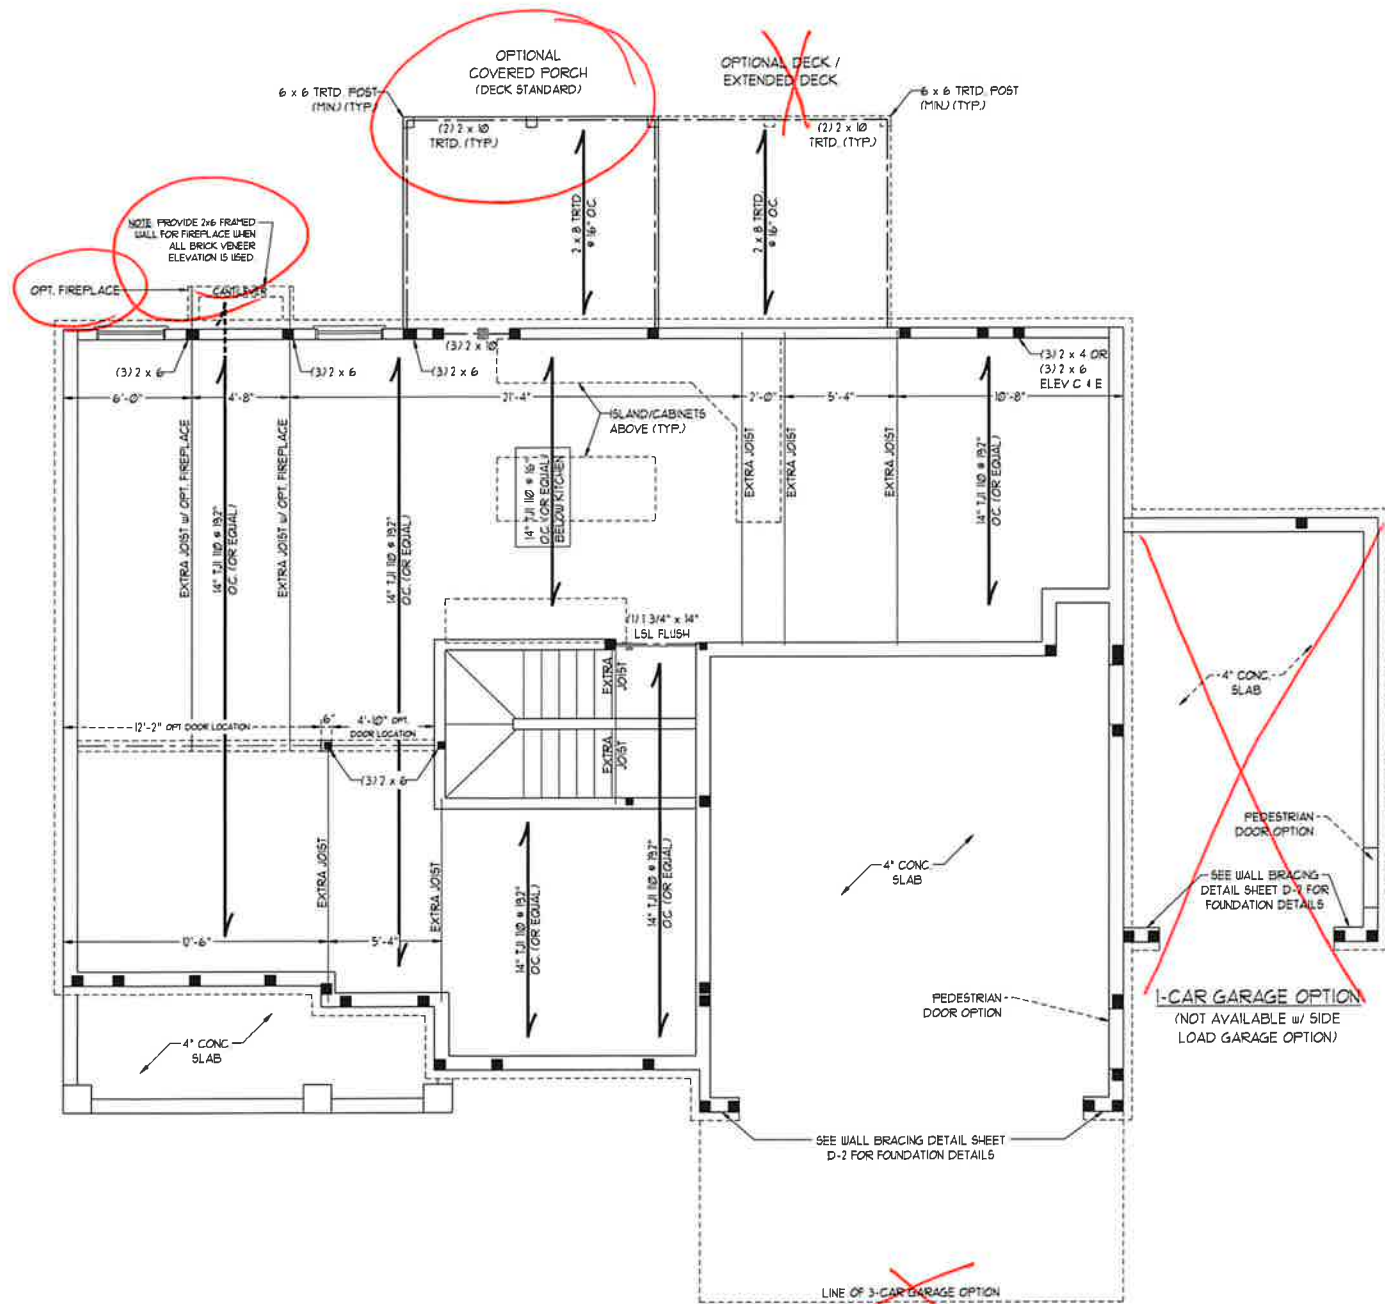 OPTIONAL
COVERED PORCH
(DECK STANDARD)
OPTIONAL DECK /
EXTENDED DECK
6 x 6 TRTD. POST
(MIN.) (TYP.)
6 x 6 TRTD. POST
(MIN.) (TYP.)
(2) 2 x 10
TRTD. (TYP.)
(2) 2 x 10
TRTD. (TYP.)
2 x 8 TRTD.
@ 16" O.C.
2 x 8 TRTD.
@ 16" O.C.
NOTE: PROVIDE 2x6 FRAMED
WALL FOR FIREPLACE WHEN
ALL BRICK VENEER
ELEVATION IS USED
OPT. FIREPLACE
CANTILEVER
(3) 2 x 6
(3) 2 x 6
(3) 2 x 6
(3) 2 x 10
(3) 2 x 4 OR
(3) 2 x 6
ELEV C & E
6'-0"
4'-8"
21'-4"
2'-0"
5'-4"
10'-8"
ISLAND/CABINETS
ABOVE (TYP.)
EXTRA JOIST w/ OPT. FIREPLACE
14" TJI 110 @ 19.2"
O.C. (OR EQUAL)
EXTRA JOIST w/ OPT. FIREPLACE
14" TJI 110 @ 19.2"
O.C. (OR EQUAL)
14" TJI 110 @ 16"
O.C. (OR EQUAL)
BELOW KITCHEN
EXTRA JOIST
EXTRA JOIST
EXTRA JOIST
14" TJI 110 @ 19.2"
O.C. (OR EQUAL)
(1) 1 3/4" x 14"
LSL FLUSH
EXTRA
JOIST
EXTRA
JOIST
12'-2" OPT DOOR LOCATION
6"
4'-10" OPT.
DOOR LOCATION
(3) 2 x 6
4" CONC.
SLAB
EXTRA JOIST
EXTRA JOIST
14" TJI 110 @ 19.2"
O.C. (OR EQUAL)
14" TJI 110 @ 19.2"
O.C. (OR EQUAL)
4" CONC.
SLAB
PEDESTRIAN
DOOR OPTION
SEE WALL BRACING
DETAIL SHEET D-2 FOR
FOUNDATION DETAILS
12'-6"
5'-4"
1-CAR GARAGE OPTION
(NOT AVAILABLE w/ SIDE
LOAD GARAGE OPTION)
PEDESTRIAN
DOOR OPTION
4" CONC.
SLAB
SEE WALL BRACING DETAIL SHEET
D-2 FOR FOUNDATION DETAILS
LINE OF 3-CAR GARAGE OPTION